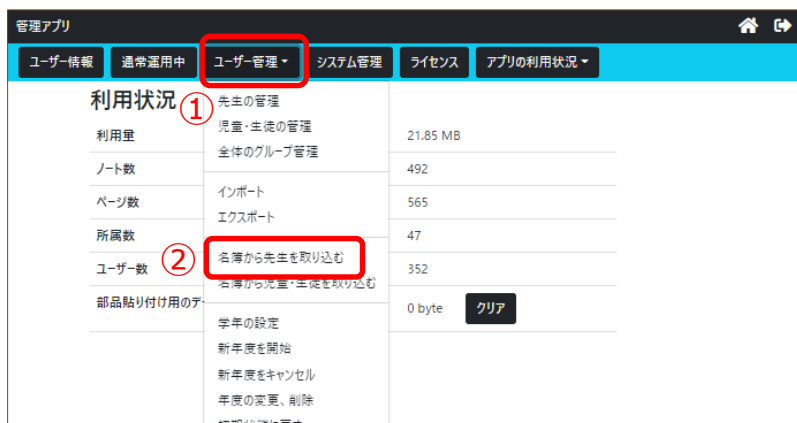 管理アプリ
ユーザー情報 通常運用中 ユーザー管理 システム管理 ライセンス アプリの利用状況
利用状況
①
先生の管理
児童・生徒の管理
全体のグループ管理
インポート
エクスポート
②
名簿から先生を取り込む
名簿から児童・生徒を取り込む
学年の設定
新年度を開始
新年度をキャンセル
年度の変更、削除
利用量 21.85 MB
ノート数 492
ページ数 565
所属数 47
ユーザー数 352
部品貼り付け用のデー 0 byte クリア